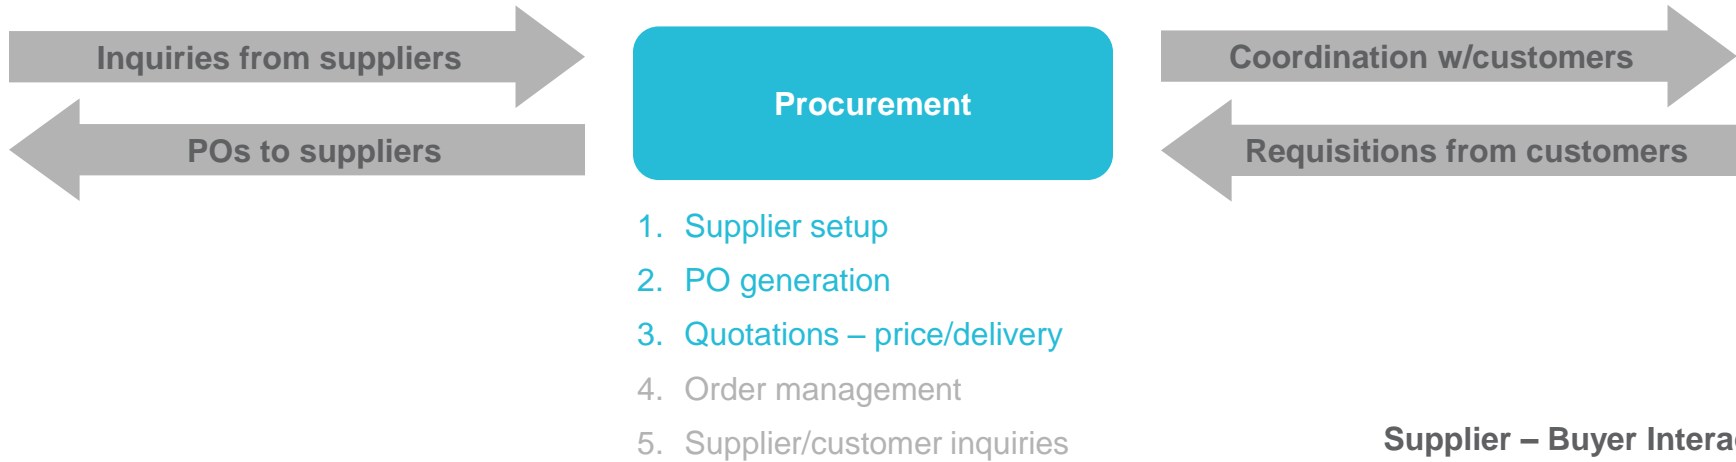 Inquiries from suppliers
POs to suppliers
Procurement
Coordination w/customers
Requisitions from customers
1. Supplier setup
2. PO generation
3. Quotations – price/delivery
4. Order management
5. Supplier/customer inquiries
Supplier – Buyer